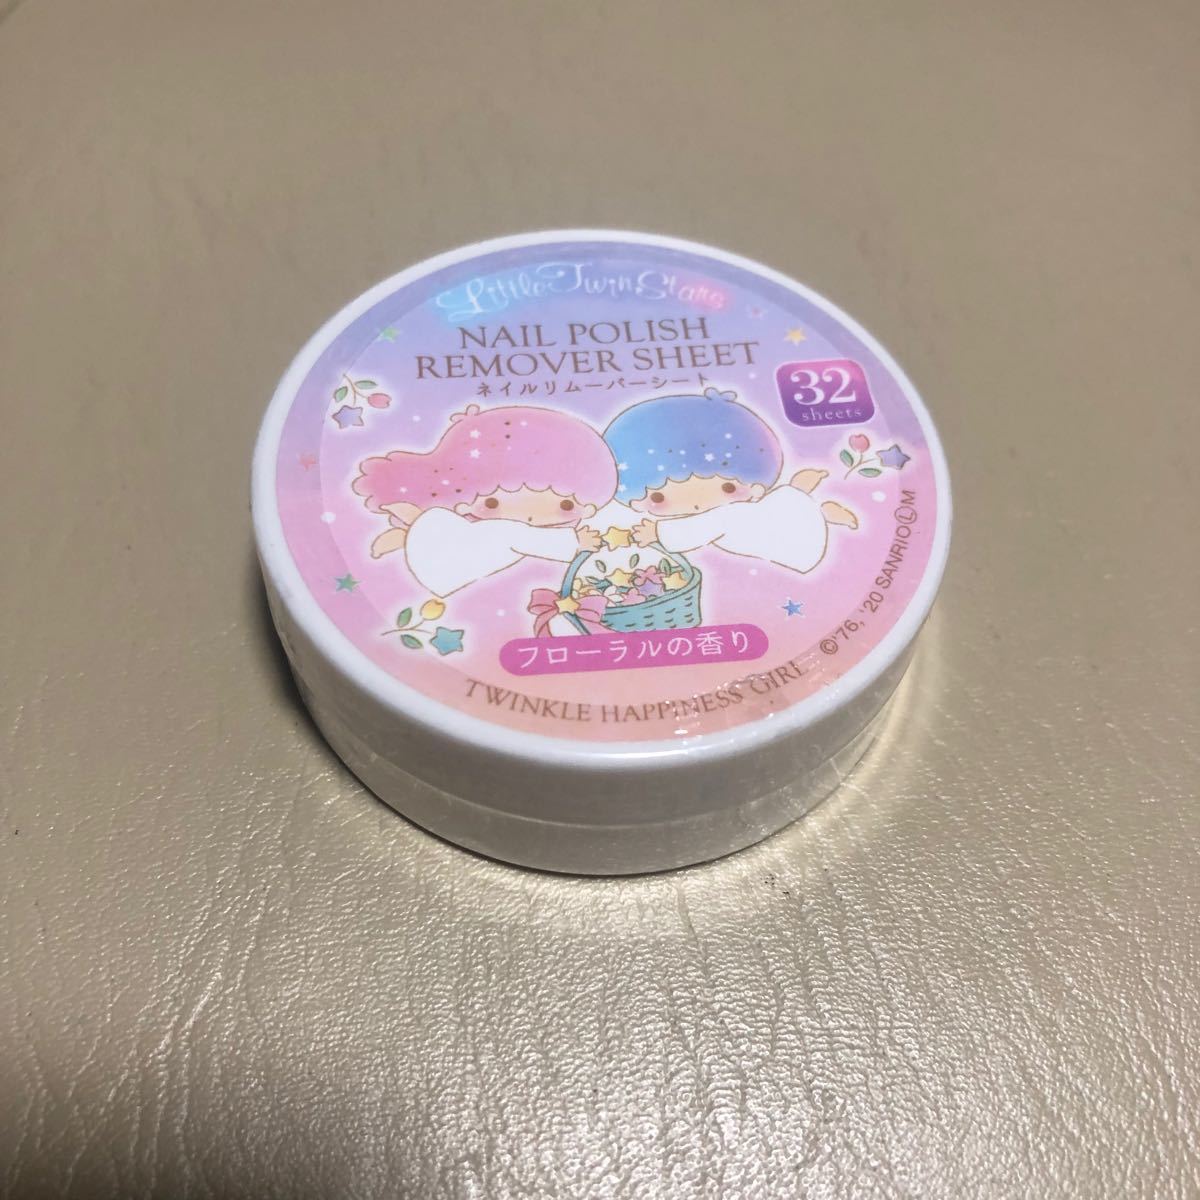 Little Twin Stars
NAIL POLISH
REMOVER SHEET
ネイルリムーバーシート
32
sheets
フローラルの香り
TWINKLE HAPPINESS GIRL
©'76, '20 SANRIO Ⓛ M